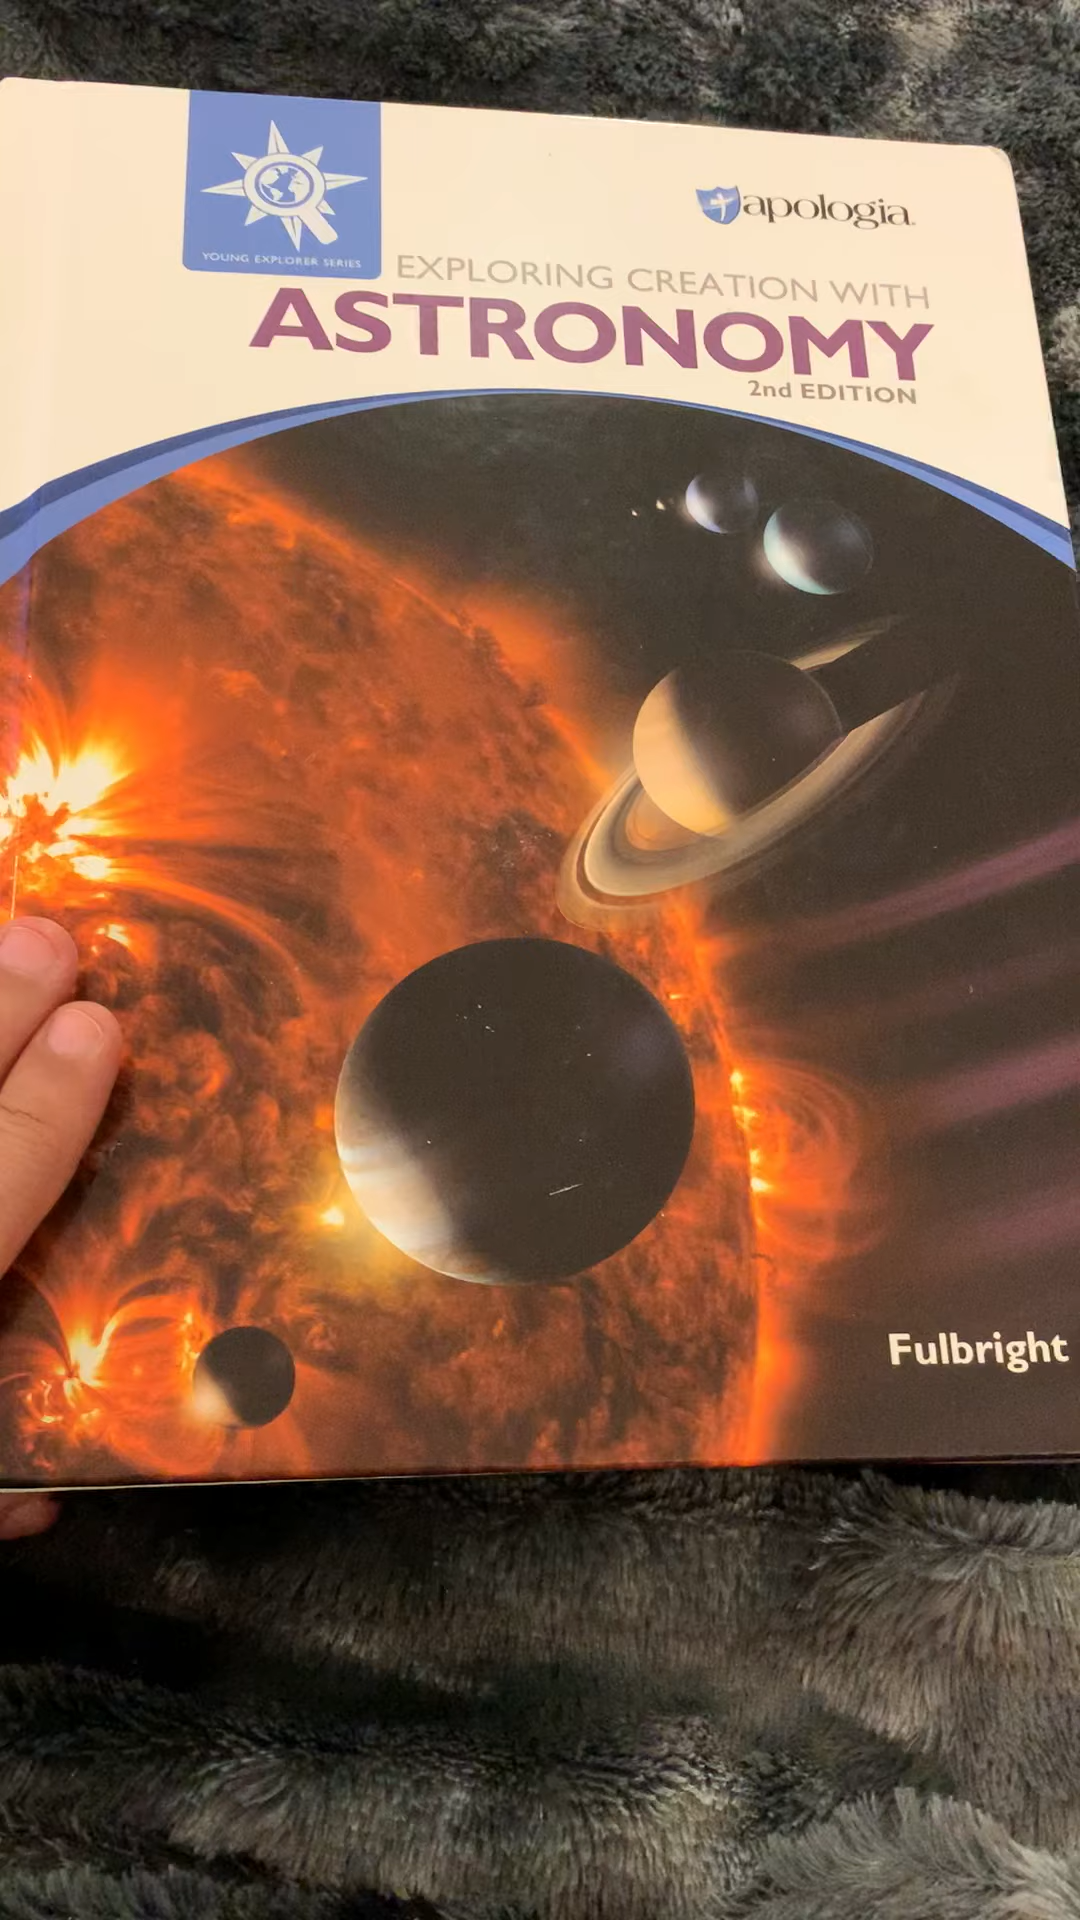 YOUNG EXPLORER SERIES
apologia.
EXPLORING CREATION WITH
ASTRONOMY
2nd EDITION
Fulbright